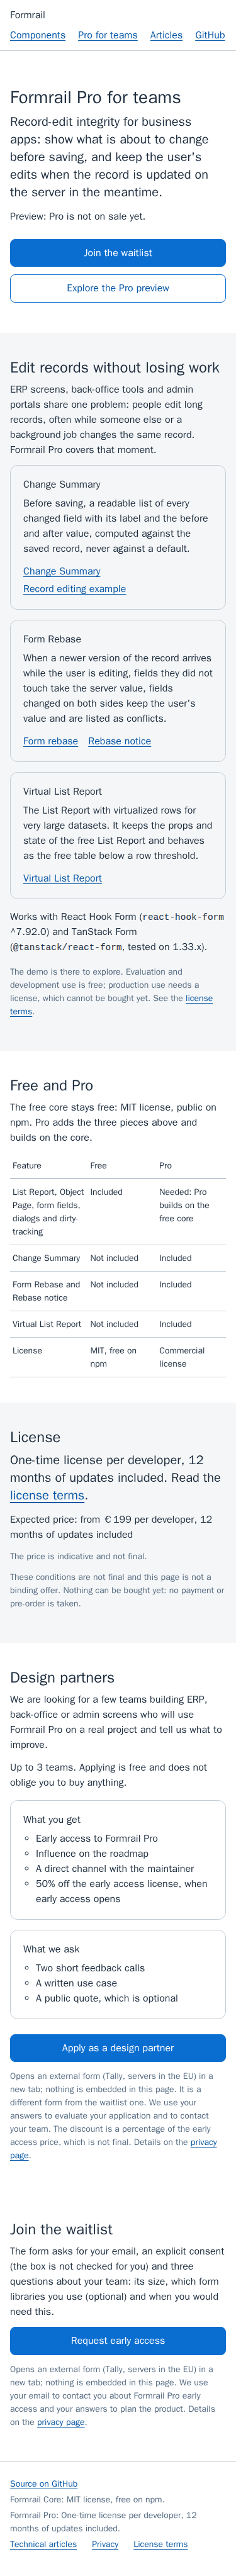 Formrail
Components Pro for teams Articles GitHub
Formrail Pro for teams
Record-edit integrity for business
apps: show what is about to change
before saving, and keep the user's
edits when the record is updated on
the server in the meantime.
Preview: Pro is not on sale yet.
Join the waitlist
Explore the Pro preview
Edit records without losing work
ERP screens, back-office tools and admin
portals share one problem: people edit long
records, often while someone else or a
background job changes the same record.
Formrail Pro covers that moment.
Change Summary
Before saving, a readable list of every
changed field with its label and the before
and after value, computed against the
saved record, never against a default.
Change Summary
Record editing example
Form Rebase
When a newer version of the record arrives
while the user is editing, fields they did not
touch take the server value, fields
changed on both sides keep the user's
value and are listed as conflicts.
Form rebase Rebase notice
Virtual List Report
The List Report with virtualized rows for
very large datasets. It keeps the props and
state of the free List Report and behaves
as the free table below a row threshold.
Virtual List Report
Works with React Hook Form (react-hook-form
^7.92.0) and TanStack Form
(@tanstack/react-form, tested on 1.33.x).
The demo is there to explore. Evaluation and
development use is free; production use needs a
license, which cannot be bought yet. See the license
terms.
Free and Pro
The free core stays free: MIT license, public on
npm. Pro adds the three pieces above and
builds on the core.
Feature Free Pro
List Report, Object Included Needed: Pro
Page, form fields, builds on the
dialogs and dirty- free core
tracking
Change Summary Not included Included
Form Rebase and Not included Included
Rebase notice
Virtual List Report Not included Included
License MIT, free on Commercial
npm license
License
One-time license per developer, 12
months of updates included. Read the
license terms.
Expected price: from €199 per developer, 12
months of updates included
The price is indicative and not final.
These conditions are not final and this page is not a
binding offer. Nothing can be bought yet: no payment or
pre-order is taken.
Design partners
We are looking for a few teams building ERP,
back-office or admin screens who will use
Formrail Pro on a real project and tell us what to
improve.
Up to 3 teams. Applying is free and does not
oblige you to buy anything.
What you get
Early access to Formrail Pro
Influence on the roadmap
A direct channel with the maintainer
50% off the early access license, when
early access opens
What we ask
Two short feedback calls
A written use case
A public quote, which is optional
Apply as a design partner
Opens an external form (Tally, servers in the EU) in a
new tab; nothing is embedded in this page. It is a
different form from the waitlist one. We use your
answers to evaluate your application and to contact
your team. The discount is a percentage of the early
access price, which is not final. Details on the privacy
page.
Join the waitlist
The form asks for your email, an explicit consent
(the box is not checked for you) and three
questions about your team: its size, which form
libraries you use (optional) and when you would
need this.
Request early access
Opens an external form (Tally, servers in the EU) in a
new tab; nothing is embedded in this page. We use
your email to contact you about Formrail Pro early
access and your answers to plan the product. Details
on the privacy page.
Source on GitHub
Formrail Core: MIT license, free on npm.
Formrail Pro: One-time license per developer, 12
months of updates included.
Technical articles Privacy License terms